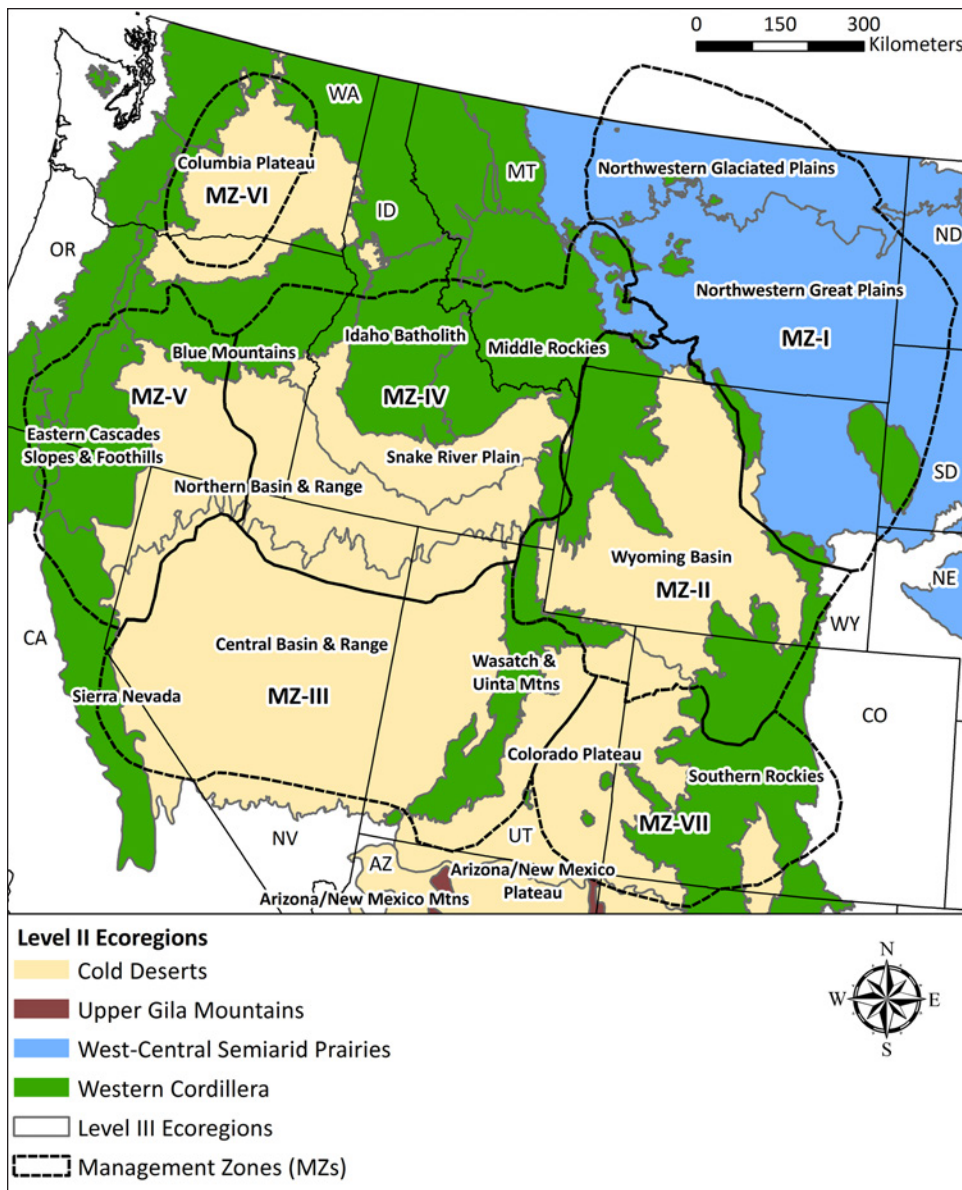 0 150 300
Kilometers
WA
MT
Northwestern Glaciated Plains
Columbia Plateau
MZ-VI
ID
ND
OR
Northwestern Great Plains
MZ-I
Idaho Batholith
Middle Rockies
Blue Mountains
MZ-V
MZ-IV
Eastern Cascades
Slopes & Foothills
Snake River Plain
SD
Northern Basin & Range
Wyoming Basin
MZ-II
NE
WY
CA
Central Basin & Range
Wasatch &
Uinta Mtns
Sierra Nevada
MZ-III
CO
Colorado Plateau
Southern Rockies
MZ-VII
NV
UT
AZ
Arizona/New Mexico
Plateau
Arizona/New Mexico Mtns
Level II Ecoregions
Cold Deserts
Upper Gila Mountains
West-Central Semiarid Prairies
Western Cordillera
Level III Ecoregions
Management Zones (MZs)
N
W
E
S